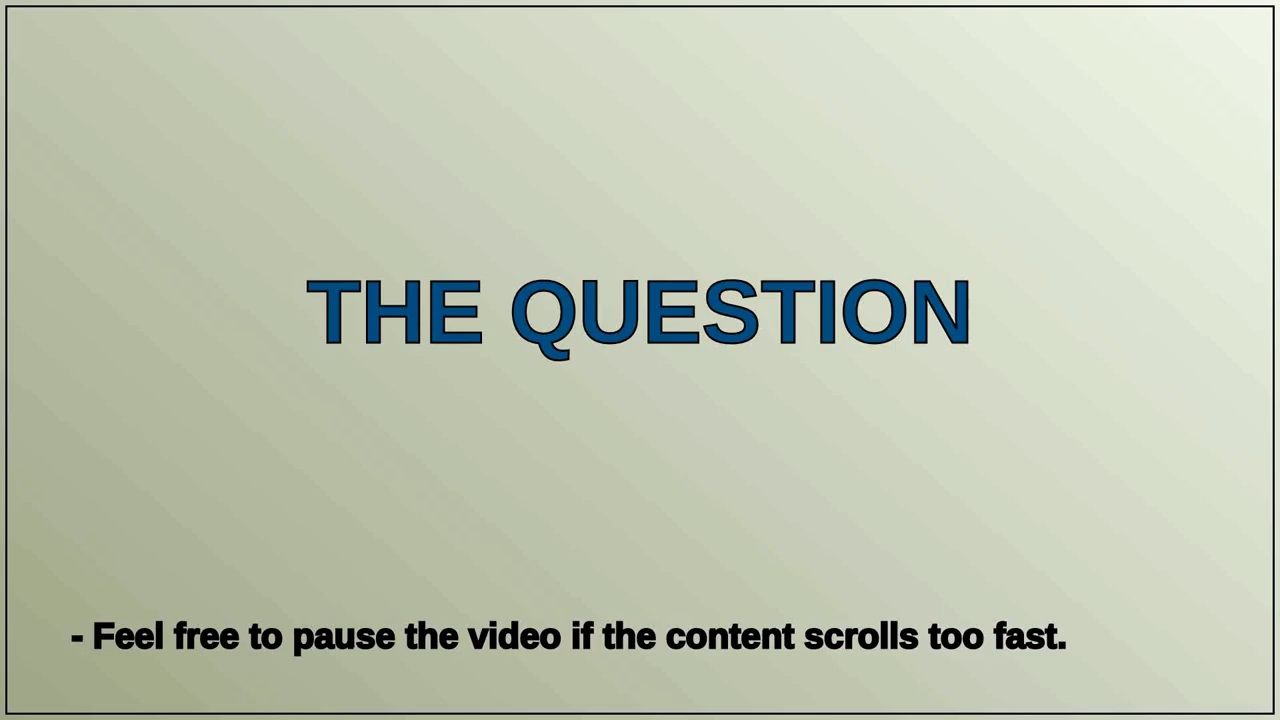 THE QUESTION
- Feel free to pause the video if the content scrolls too fast.